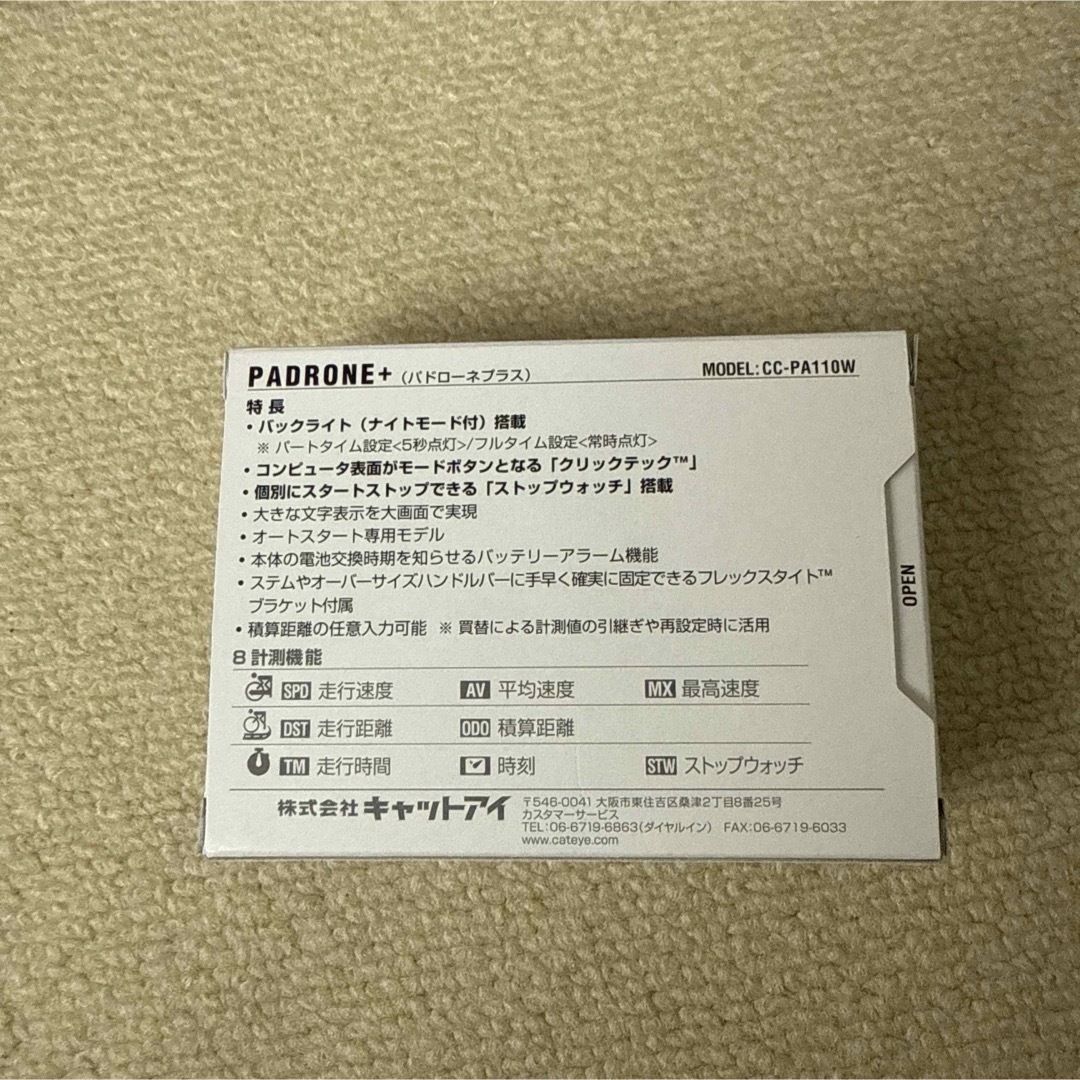 PADRONE+ (パドローネプラス) MODEL: CC-PA110W
特長
・バックライト（ナイトモード付）搭載
※ パートタイム設定<5秒点灯>/フルタイム設定<常時点灯>
・コンピュータ表面がモードボタンとなる「クリックテック™」
・個別にスタートストップできる「ストップウォッチ」搭載
・大きな文字表示を大画面で実現
・オートスタート専用モデル
・本体の電池交換時期を知らせるバッテリーアラーム機能
・ステムやオーバーサイズハンドルバーに手早く確実に固定できるフレックスタイト™
ブラケット付属
・積算距離の任意入力可能 ※ 買替による計測値の引継ぎや再設定時に活用
8計測機能
SPD 走行速度 AV 平均速度 MX 最高速度
DST 走行距離 ODO 積算距離
TM 走行時間 時刻 STW ストップウォッチ
株式会社 キャットアイ
〒546-0041 大阪市東住吉区桑津2丁目8番25号
カスタマーサービス
TEL:06-6719-6863(ダイヤルイン) FAX:06-6719-6033
www.cateye.com
OPEN